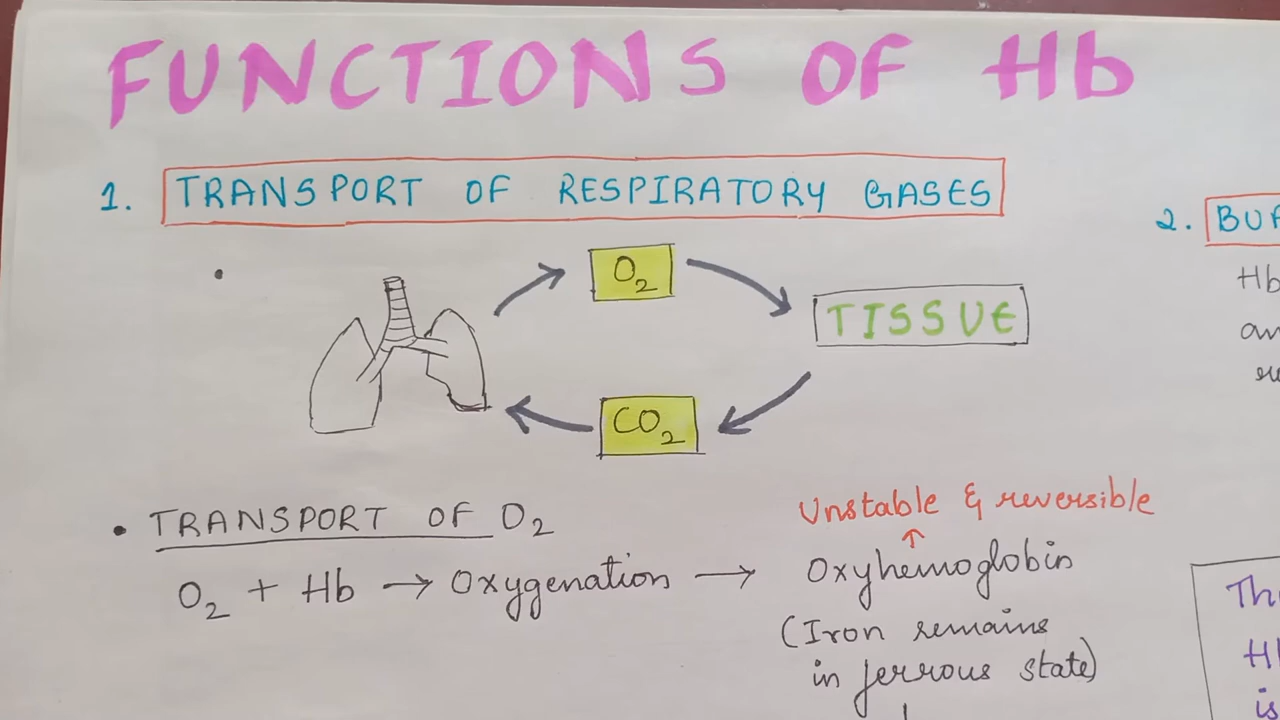 FUNCTIONS OF Hb
1. TRANSPORT OF RESPIRATORY GASES
O2
TISSUE
CO2
• TRANSPORT OF O2
Unstable & reversible
↑
O2 + Hb → Oxygenation → Oxyhemoglobin
(Iron remains
in ferrous state)
2.
Hb